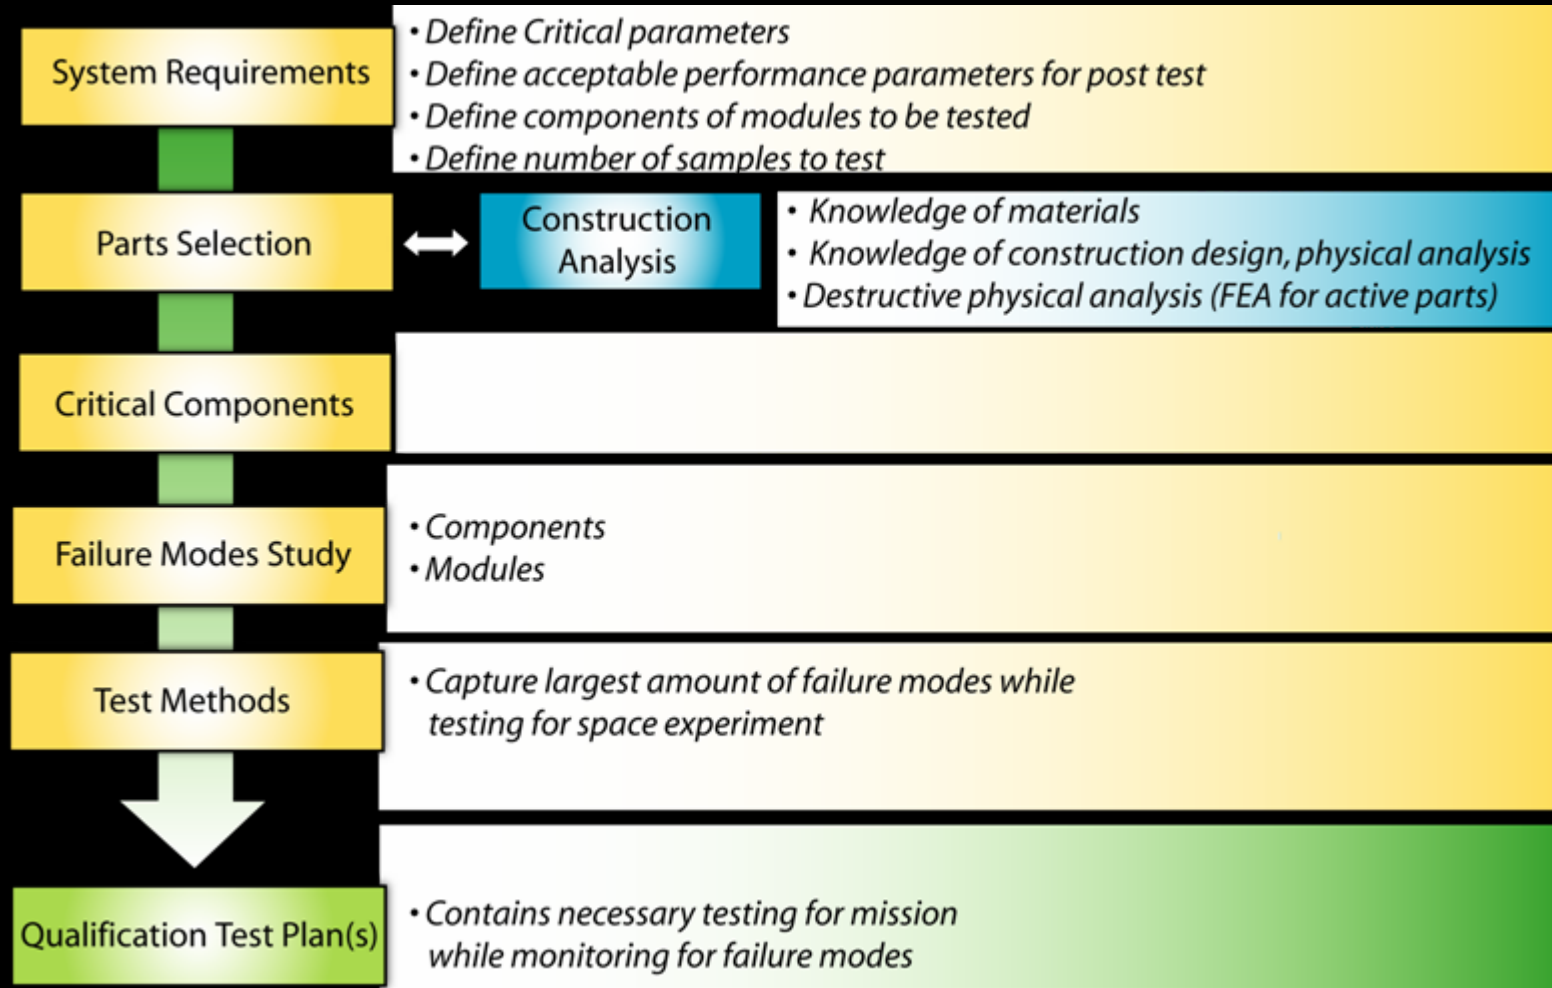 System Requirements
• Define Critical parameters
• Define acceptable performance parameters for post test
• Define components of modules to be tested
• Define number of samples to test
Parts Selection
Construction
Analysis
• Knowledge of materials
• Knowledge of construction design, physical analysis
• Destructive physical analysis (FEA for active parts)
Critical Components
Failure Modes Study
• Components
• Modules
Test Methods
• Capture largest amount of failure modes while
testing for space experiment
Qualification Test Plan(s)
• Contains necessary testing for mission
while monitoring for failure modes